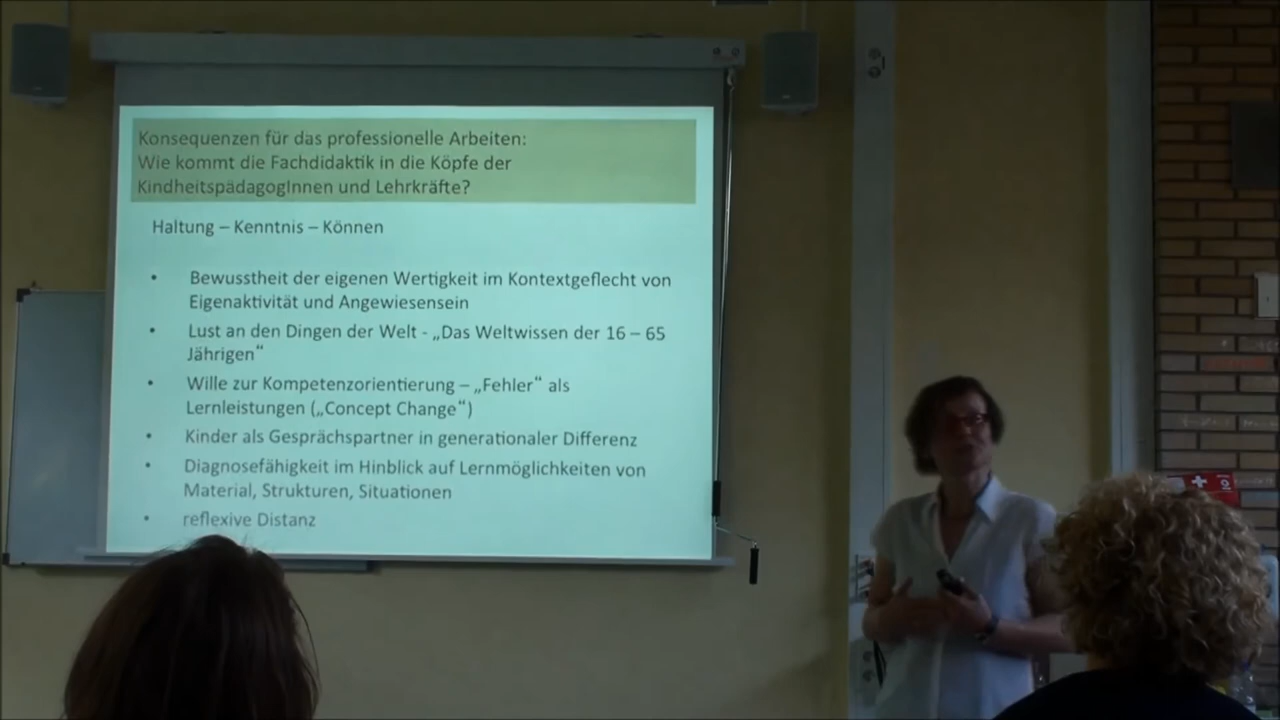 Konsequenzen für das professionelle Arbeiten:
Wie kommt die Fachdidaktik in die Köpfe der
KindheitspädagogInnen und Lehrkräfte?
Haltung – Kenntnis – Können
• Bewusstheit der eigenen Wertigkeit im Kontextgeflecht von
Eigenaktivität und Angewiesensein
• Lust an den Dingen der Welt - „Das Weltwissen der 16 – 65
Jährigen“
• Wille zur Kompetenzorientierung – „Fehler“ als
Lernleistungen („Concept Change“)
• Kinder als Gesprächspartner in generationaler Differenz
• Diagnosefähigkeit im Hinblick auf Lernmöglichkeiten von
Material, Strukturen, Situationen
• reflexive Distanz